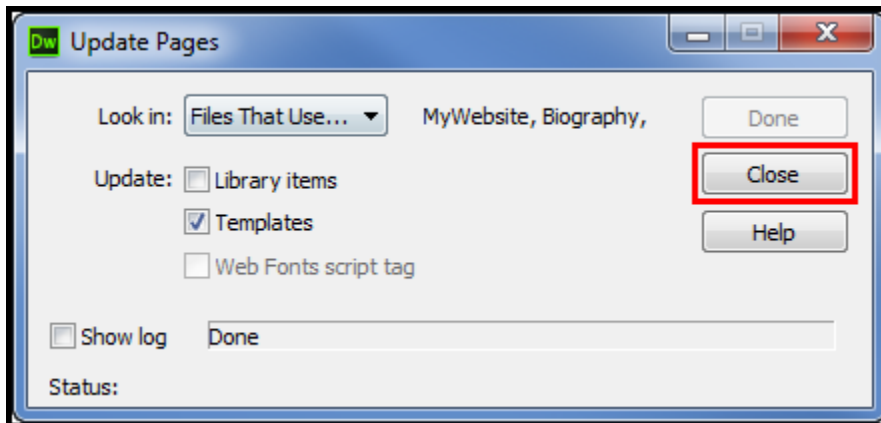 Dw Update Pages
Look in: Files That Use... MyWebsite, Biography, Done
Update: Library items Close
Templates Help
Web Fonts script tag
Show log Done
Status: